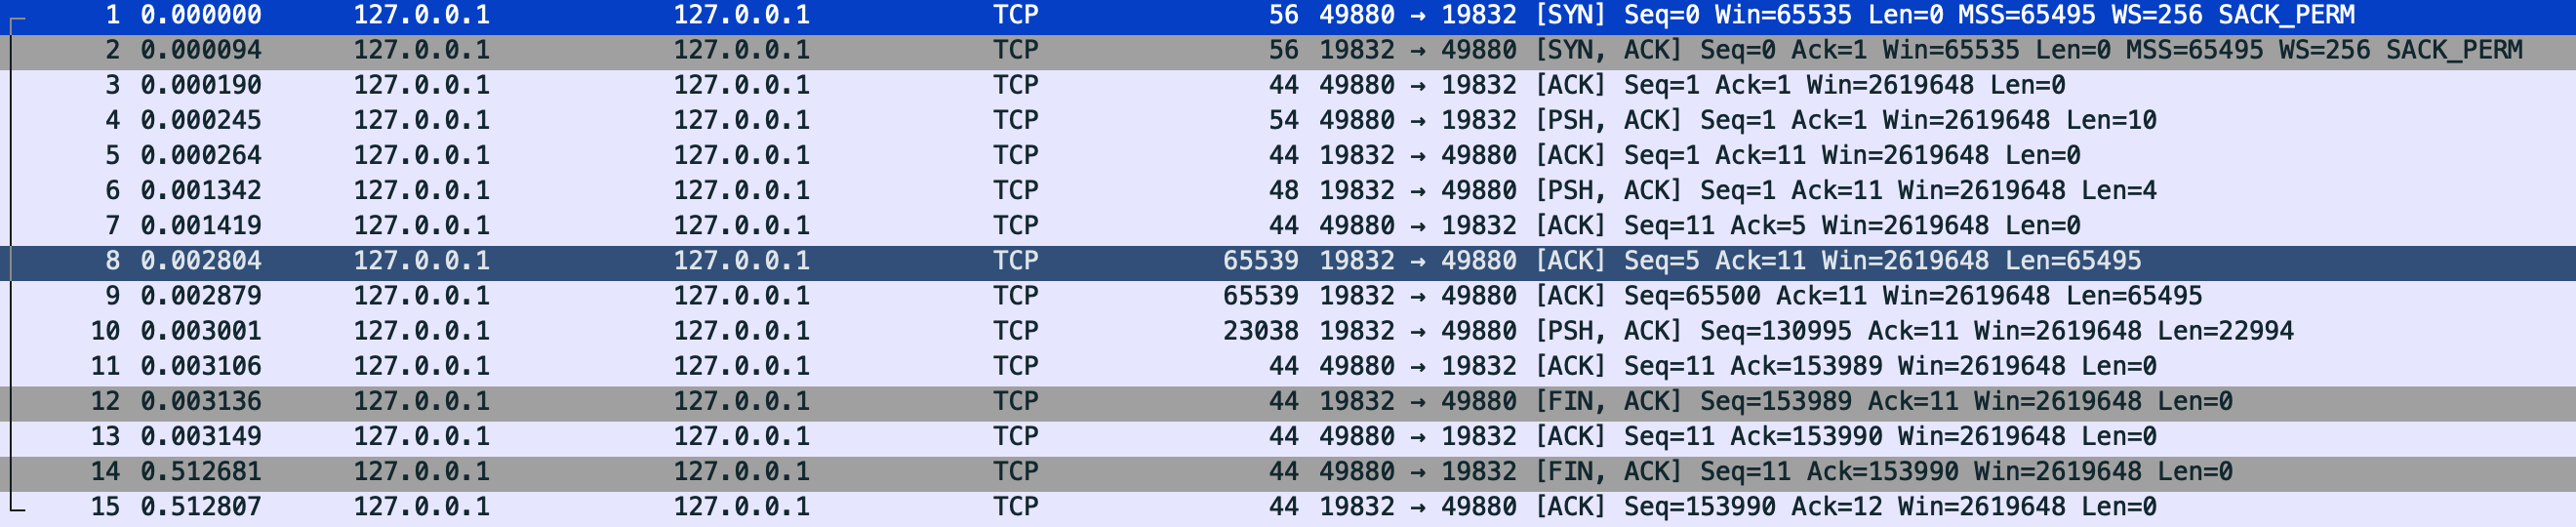 1 0.000000 127.0.0.1 127.0.0.1 TCP 56 49880 → 19832 [SYN] Seq=0 Win=65535 Len=0 MSS=65495 WS=256 SACK_PERM
2 0.000094 127.0.0.1 127.0.0.1 TCP 56 19832 → 49880 [SYN, ACK] Seq=0 Ack=1 Win=65535 Len=0 MSS=65495 WS=256 SACK_PERM
3 0.000190 127.0.0.1 127.0.0.1 TCP 44 49880 → 19832 [ACK] Seq=1 Ack=1 Win=2619648 Len=0
4 0.000245 127.0.0.1 127.0.0.1 TCP 54 49880 → 19832 [PSH, ACK] Seq=1 Ack=1 Win=2619648 Len=10
5 0.000264 127.0.0.1 127.0.0.1 TCP 44 19832 → 49880 [ACK] Seq=1 Ack=11 Win=2619648 Len=0
6 0.001342 127.0.0.1 127.0.0.1 TCP 48 19832 → 49880 [PSH, ACK] Seq=1 Ack=11 Win=2619648 Len=4
7 0.001419 127.0.0.1 127.0.0.1 TCP 44 49880 → 19832 [ACK] Seq=11 Ack=5 Win=2619648 Len=0
8 0.002804 127.0.0.1 127.0.0.1 TCP 65539 19832 → 49880 [ACK] Seq=5 Ack=11 Win=2619648 Len=65495
9 0.002879 127.0.0.1 127.0.0.1 TCP 65539 19832 → 49880 [ACK] Seq=65500 Ack=11 Win=2619648 Len=65495
10 0.003001 127.0.0.1 127.0.0.1 TCP 23038 19832 → 49880 [PSH, ACK] Seq=130995 Ack=11 Win=2619648 Len=22994
11 0.003106 127.0.0.1 127.0.0.1 TCP 44 49880 → 19832 [ACK] Seq=11 Ack=153989 Win=2619648 Len=0
12 0.003136 127.0.0.1 127.0.0.1 TCP 44 19832 → 49880 [FIN, ACK] Seq=153989 Ack=11 Win=2619648 Len=0
13 0.003149 127.0.0.1 127.0.0.1 TCP 44 49880 → 19832 [ACK] Seq=11 Ack=153990 Win=2619648 Len=0
14 0.512681 127.0.0.1 127.0.0.1 TCP 44 49880 → 19832 [FIN, ACK] Seq=11 Ack=153990 Win=2619648 Len=0
15 0.512807 127.0.0.1 127.0.0.1 TCP 44 19832 → 49880 [ACK] Seq=153990 Ack=12 Win=2619648 Len=0